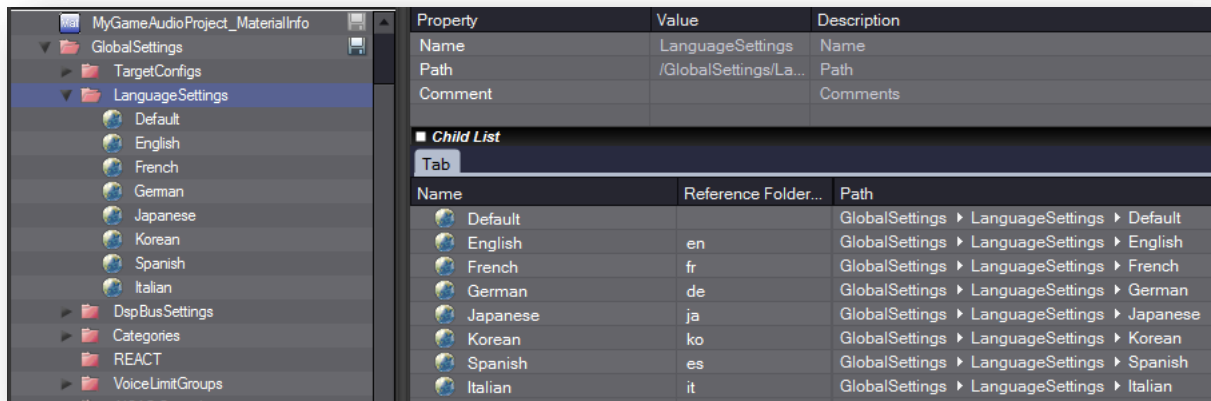 MyGameAudioProject_MaterialInfo
GlobalSettings
TargetConfigs
LanguageSettings
Default
English
French
German
Japanese
Korean
Spanish
Italian
DspBusSettings
Categories
REACT
VoiceLimitGroups
Property Value Description
Name LanguageSettings Name
Path /GlobalSettings/La... Path
Comment Comments
Child List
Tab
Name Reference Folder... Path
Default GlobalSettings LanguageSettings Default
English en GlobalSettings LanguageSettings English
French fr GlobalSettings LanguageSettings French
German de GlobalSettings LanguageSettings German
Japanese ja GlobalSettings LanguageSettings Japanese
Korean ko GlobalSettings LanguageSettings Korean
Spanish es GlobalSettings LanguageSettings Spanish
Italian it GlobalSettings LanguageSettings Italian